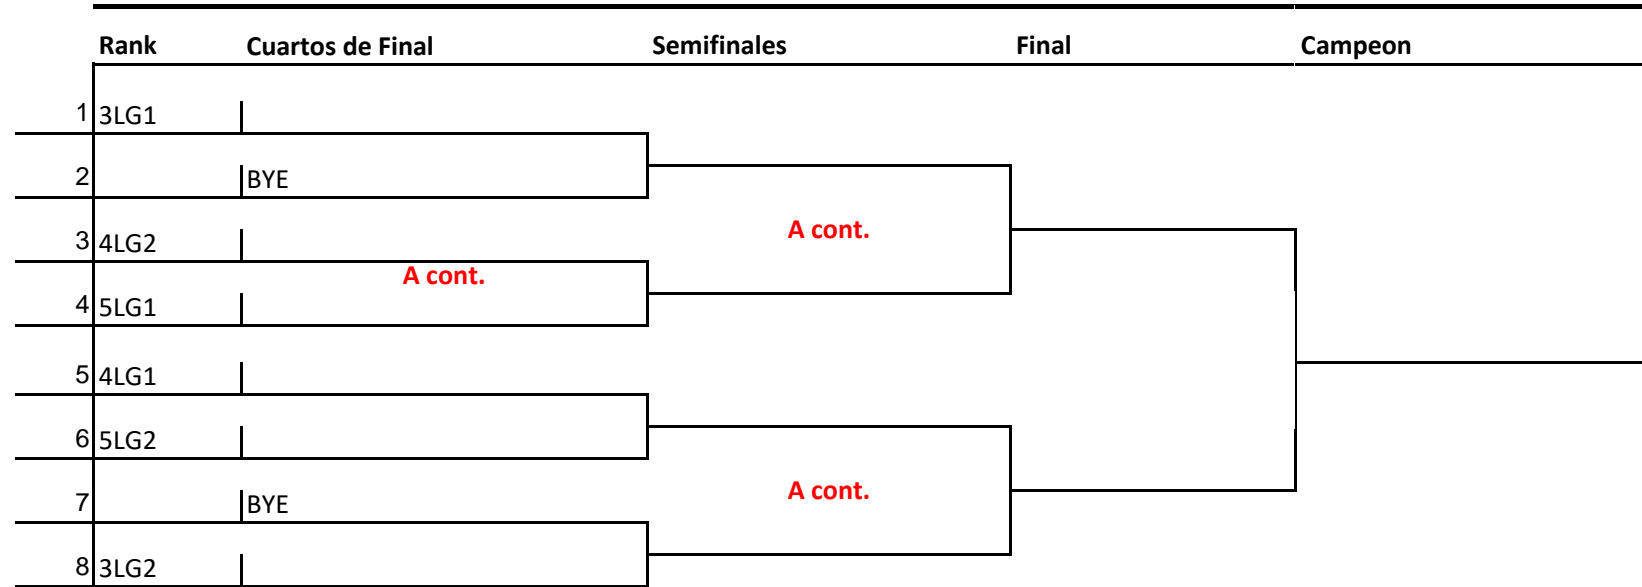 Rank Cuartos de Final Semifinales Final Campeon
1 3LG1
2 BYE
3 4LG2
A cont.
A cont.
4 5LG1
5 4LG1
6 5LG2
A cont.
7 BYE
8 3LG2